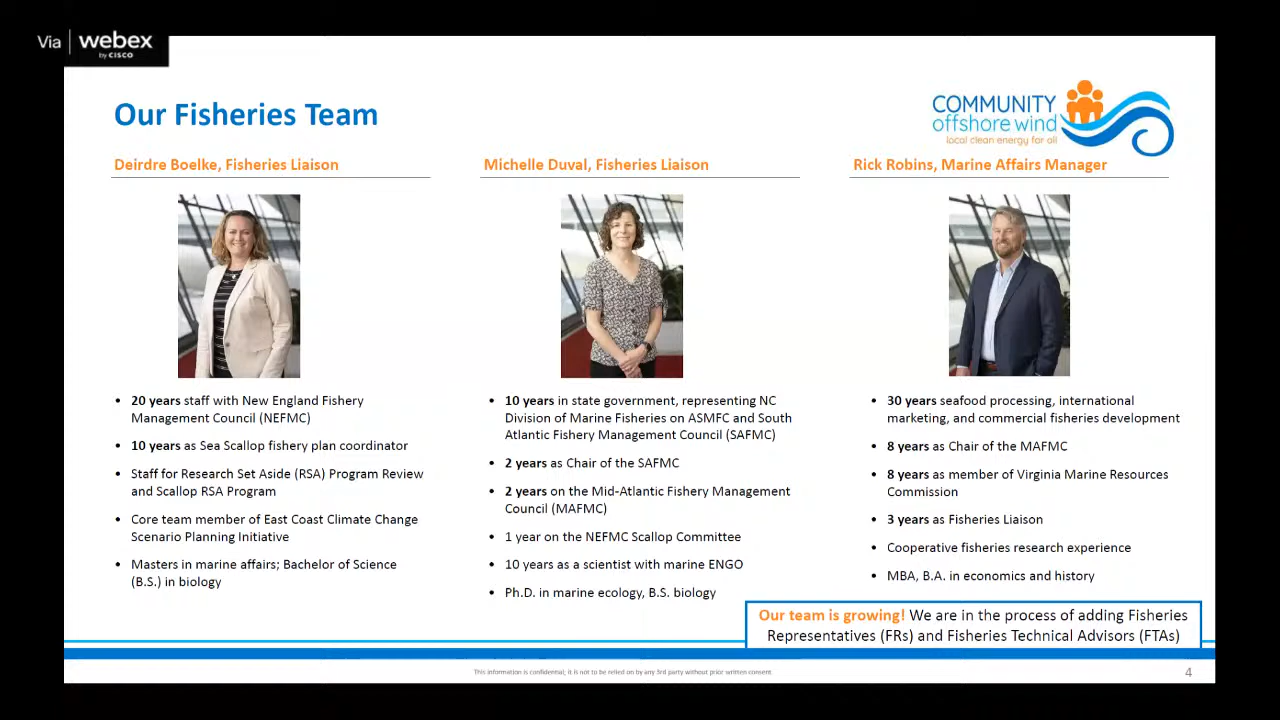 Via webex
by CISCO
Our Fisheries Team
COMMUNITY
offshore wind
local clean energy for all
Deirdre Boelke, Fisheries Liaison
• 20 years staff with New England Fishery
Management Council (NEFMC)
• 10 years as Sea Scallop fishery plan coordinator
• Staff for Research Set Aside (RSA) Program Review
and Scallop RSA Program
• Core team member of East Coast Climate Change
Scenario Planning Initiative
• Masters in marine affairs; Bachelor of Science
(B.S.) in biology
Michelle Duval, Fisheries Liaison
• 10 years in state government, representing NC
Division of Marine Fisheries on ASMFC and South
Atlantic Fishery Management Council (SAFMC)
• 2 years as Chair of the SAFMC
• 2 years on the Mid-Atlantic Fishery Management
Council (MAFMC)
• 1 year on the NEFMC Scallop Committee
• 10 years as a scientist with marine ENGO
• Ph.D. in marine ecology, B.S. biology
Rick Robins, Marine Affairs Manager
• 30 years seafood processing, international
marketing, and commercial fisheries development
• 8 years as Chair of the MAFMC
• 8 years as member of Virginia Marine Resources
Commission
• 3 years as Fisheries Liaison
• Cooperative fisheries research experience
• MBA, B.A. in economics and history
Our team is growing! We are in the process of adding Fisheries
Representatives (FRs) and Fisheries Technical Advisors (FTAs)
This information is confidential; it is not to be relied on by any 3rd party without prior written consent.
4